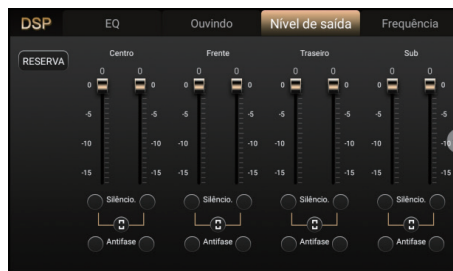 DSP EQ Ouvindo Nível de saída Frequência
RESERVA
Centro Frente Traseiro Sub
0 0 0 0 0 0 0 0
0 0 0 0 0 0 0 0
-5 -5 -5 -5 -5 -5 -5 -5
-10 -10 -10 -10 -10 -10 -10 -10
-15 -15 -15 -15 -15 -15 -15 -15
Silêncio. Silêncio. Silêncio. Silêncio.
Antifase Antifase Antifase Antifase